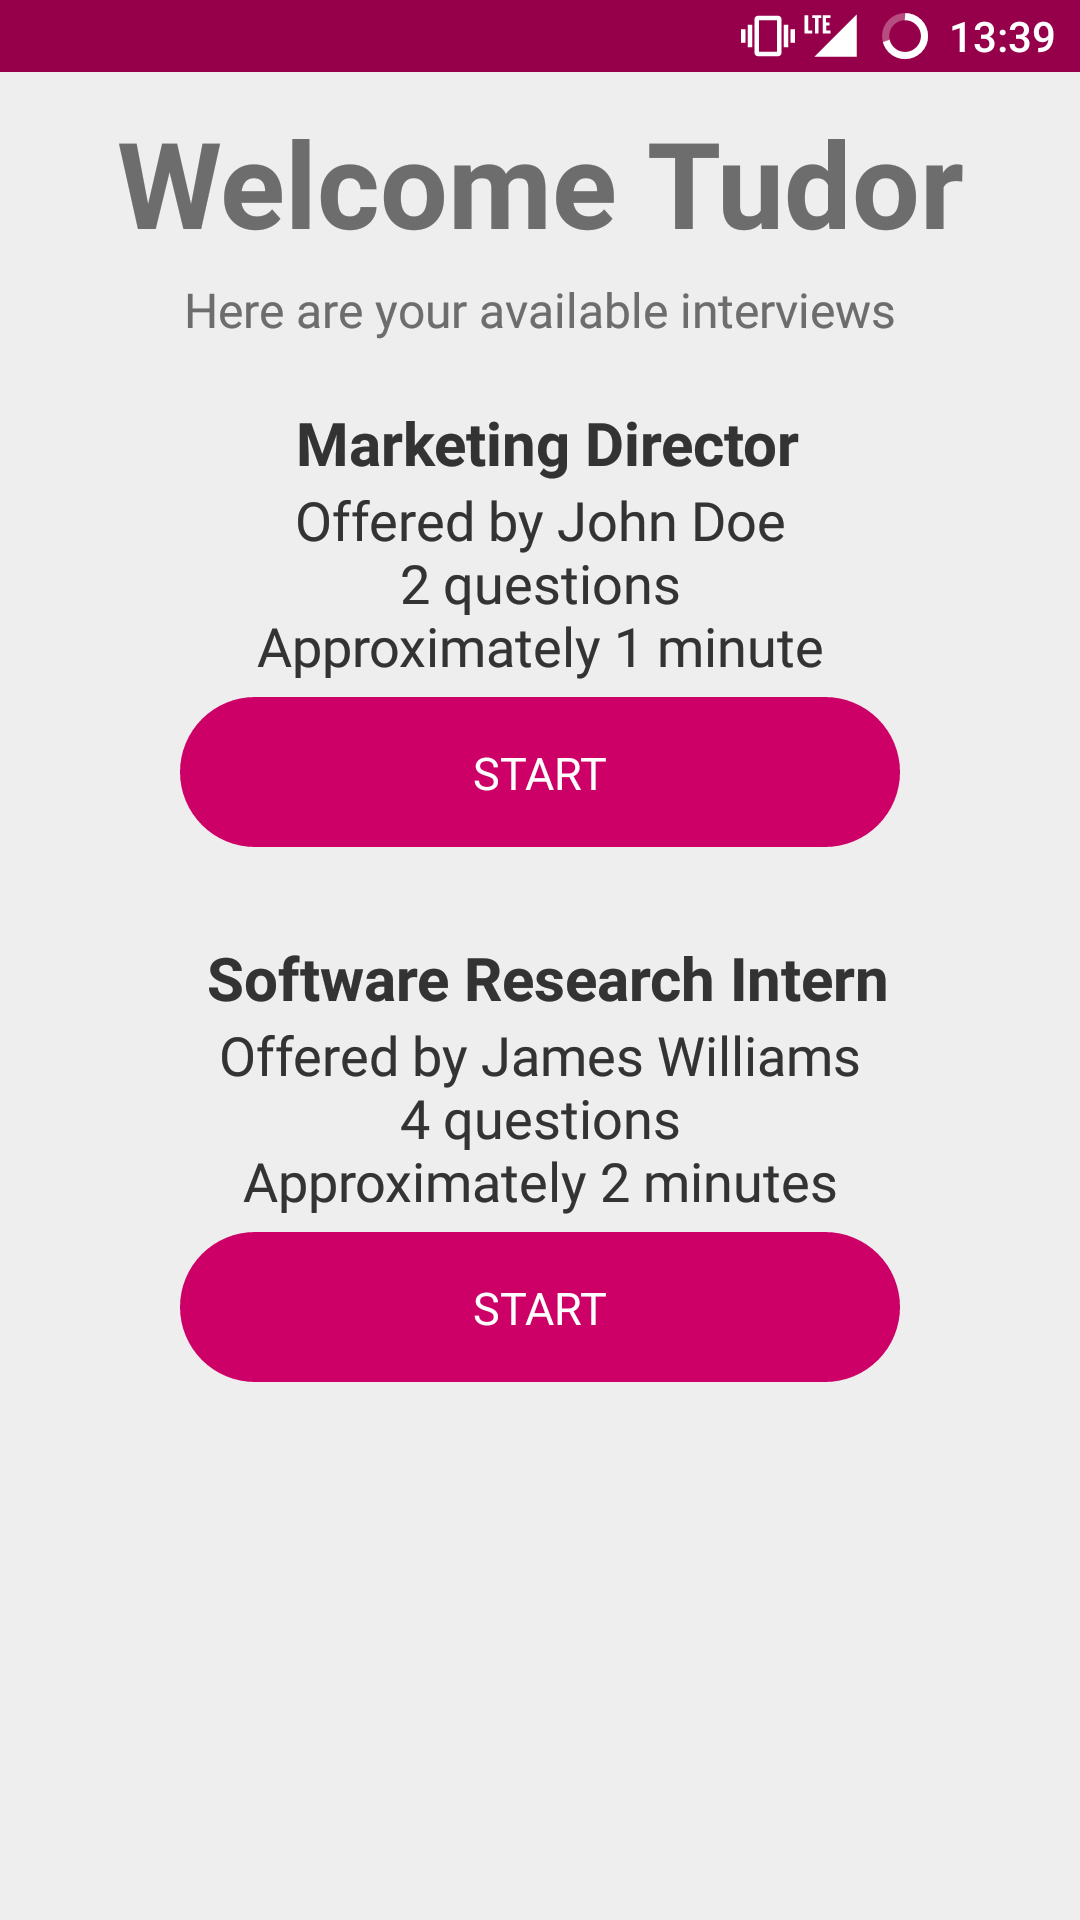 LTE 13:39
Welcome Tudor
Here are your available interviews
Marketing Director
Offered by John Doe
2 questions
Approximately 1 minute
START
Software Research Intern
Offered by James Williams
4 questions
Approximately 2 minutes
START